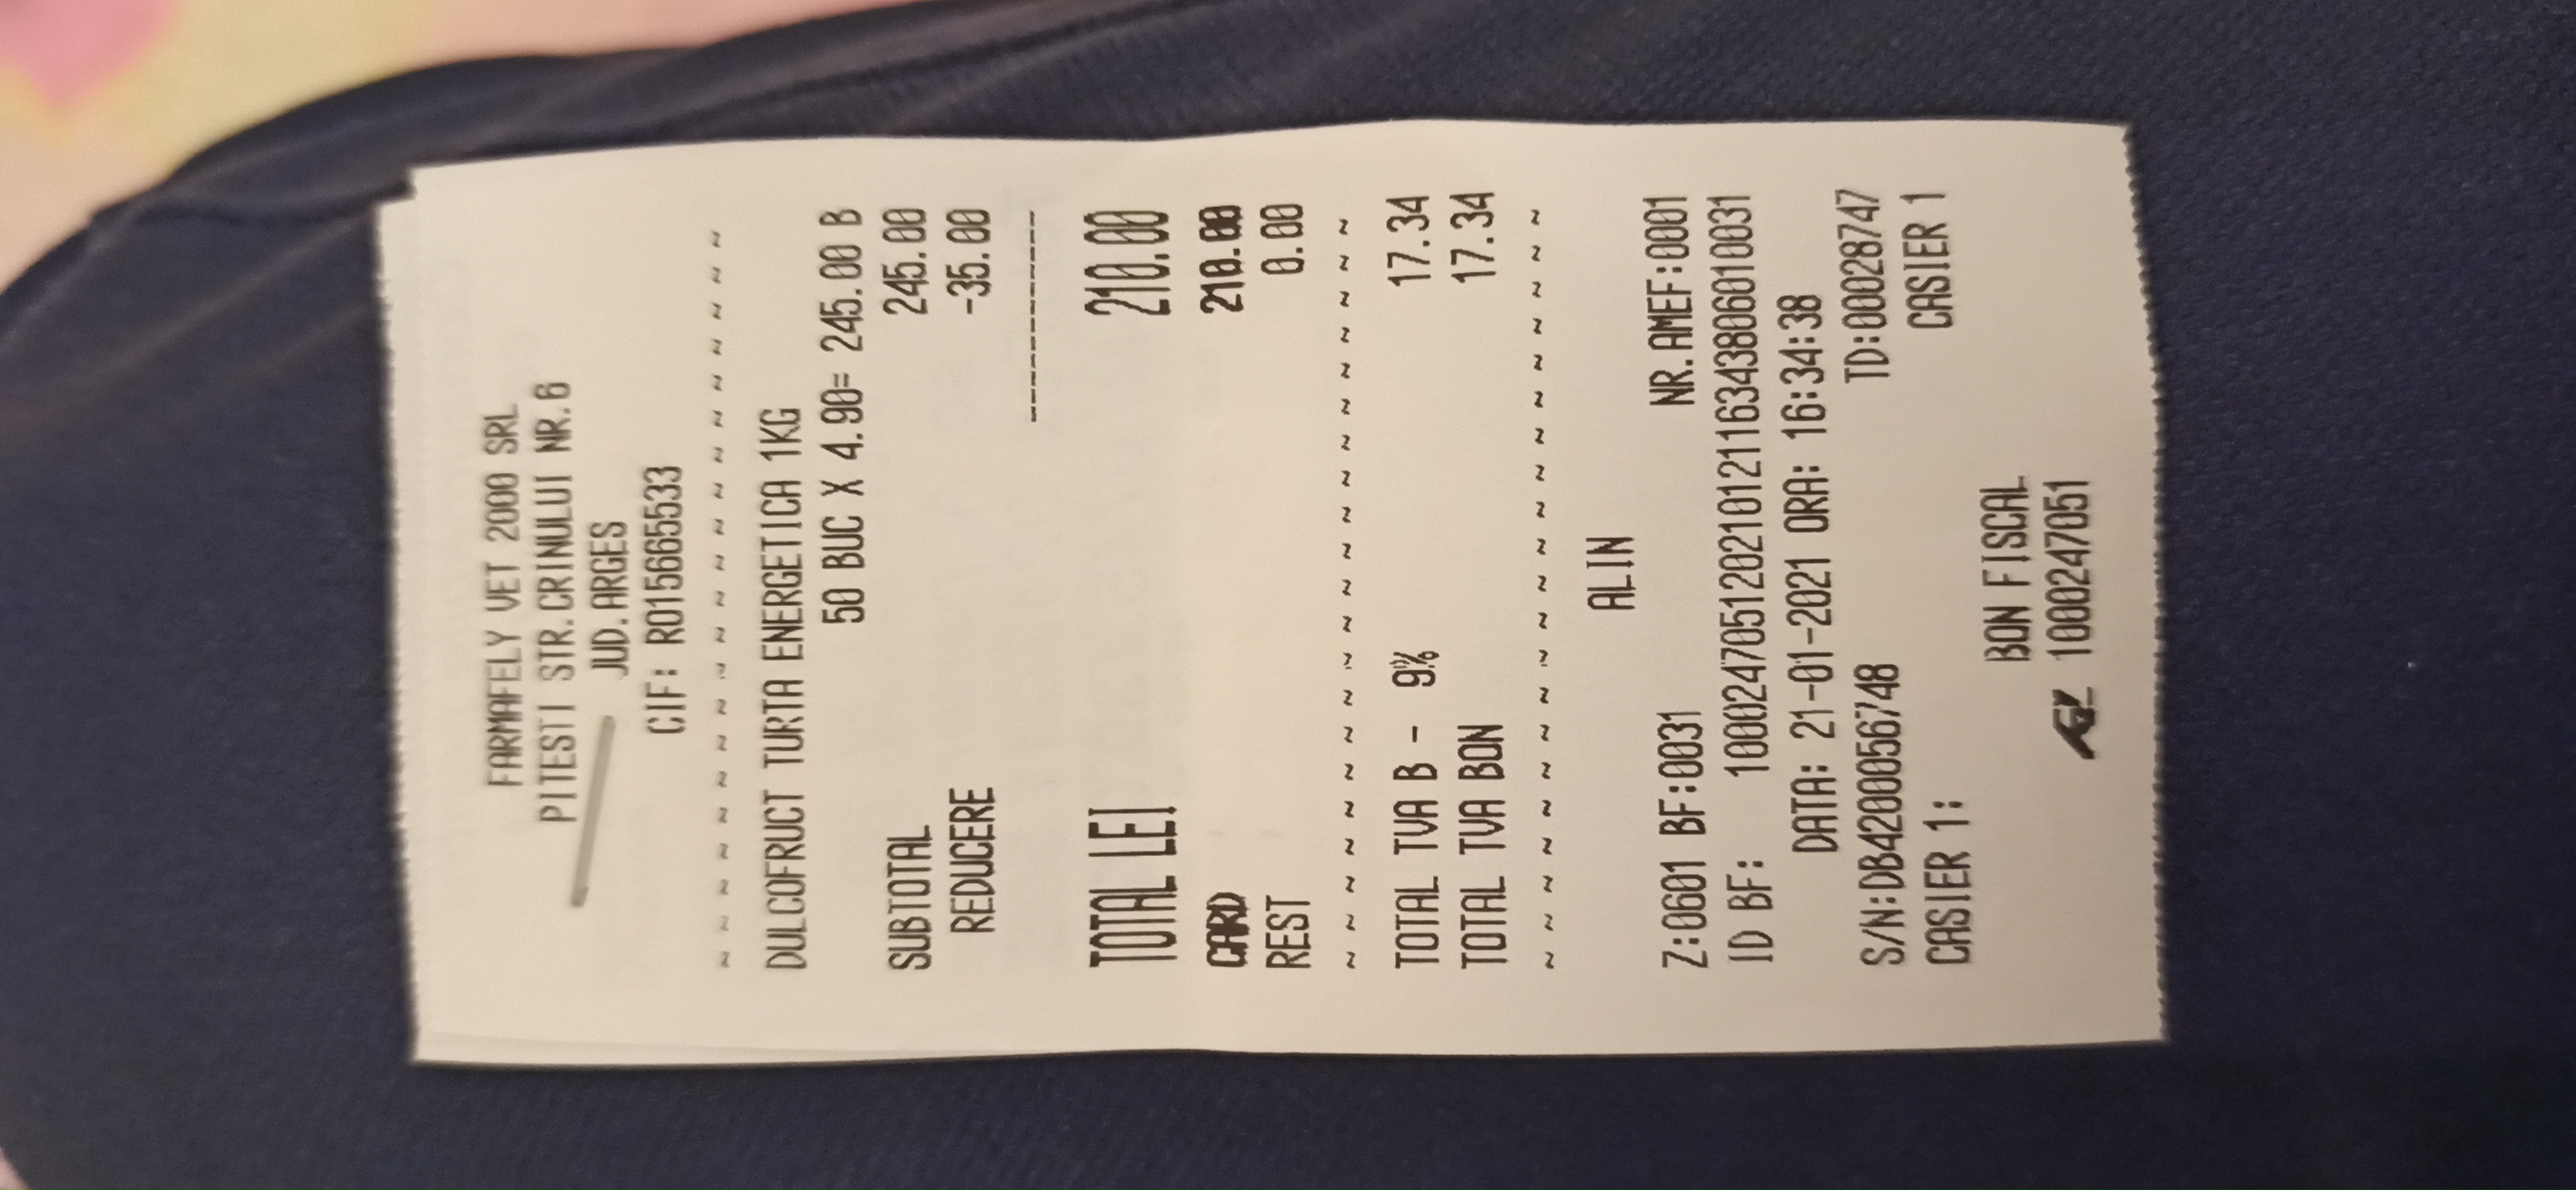 FARMAFELY VET 2000 SRL
PITESTI STR.CRINULUI NR.6
JUD.ARGES
CIF: RO15665533
~ ~ ~ ~ ~ ~ ~ ~ ~ ~ ~ ~ ~ ~ ~ ~ ~ ~ ~ ~ ~
DULCOFRUCT TURTA ENERGETICA 1KG
50 BUC X 4.90= 245.00 B
SUBTOTAL 245.00
REDUCERE -35.00
------------
TOTAL LEI 210.00
CARD 210.00
REST 0.00
~ ~ ~ ~ ~ ~ ~ ~ ~ ~ ~ ~ ~ ~ ~ ~ ~ ~ ~ ~ ~
TOTAL TVA B - 9% 17.34
TOTAL TVA BON 17.34
~ ~ ~ ~ ~ ~ ~ ~ ~ ~ ~ ~ ~ ~ ~ ~ ~ ~ ~ ~ ~
ALIN
Z:0601 BF:0031 NR.AMEF:0001
ID BF: 10002470512021012116343806010031
DATA: 21-01-2021 ORA: 16:34:38
S/N:DB4200056748 TD:00028747
CASIER 1: CASIER 1
BON FISCAL
1000247051